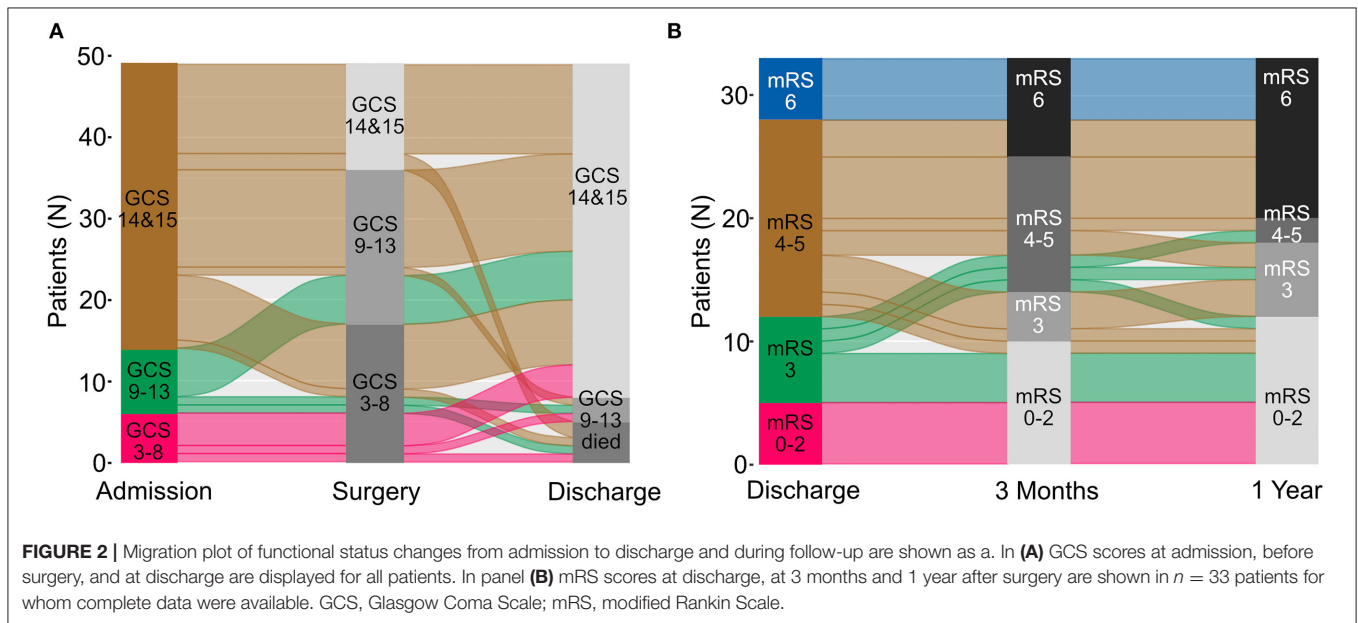 A
B
50
40
30
20
10
0
Patients (N)
GCS
14&15
GCS
9-13
GCS
3-8
GCS
14&15
GCS
9-13
GCS
3-8
GCS
14&15
GCS
9-13
died
Admission
Surgery
Discharge
30
20
10
0
Patients (N)
mRS
6
mRS
4-5
mRS
3
mRS
0-2
mRS
6
mRS
4-5
mRS
3
mRS
0-2
mRS
6
mRS
4-5
mRS
3
mRS
0-2
Discharge
3 Months
1 Year
FIGURE 2 | Migration plot of functional status changes from admission to discharge and during follow-up are shown as a. In (A) GCS scores at admission, before
surgery, and at discharge are displayed for all patients. In panel (B) mRS scores at discharge, at 3 months and 1 year after surgery are shown in n = 33 patients for
whom complete data were available. GCS, Glasgow Coma Scale; mRS, modified Rankin Scale.